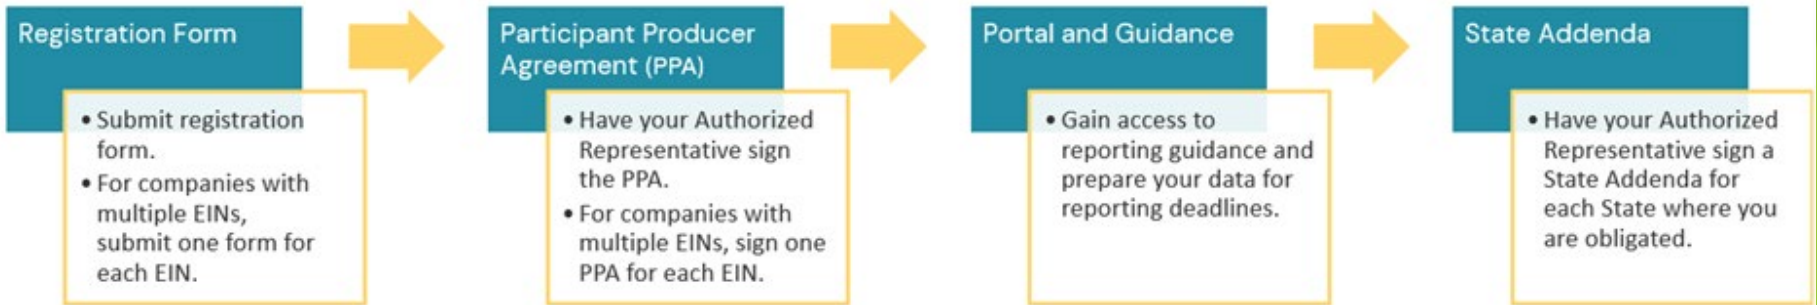 Registration Form
• Submit registration
form.
• For companies with
multiple EINs,
submit one form for
each EIN.
Participant Producer
Agreement (PPA)
• Have your Authorized
Representative sign
the PPA.
• For companies with
multiple EINs, sign one
PPA for each EIN.
Portal and Guidance
• Gain access to
reporting guidance and
prepare your data for
reporting deadlines.
State Addenda
• Have your Authorized
Representative sign a
State Addenda for
each State where you
are obligated.